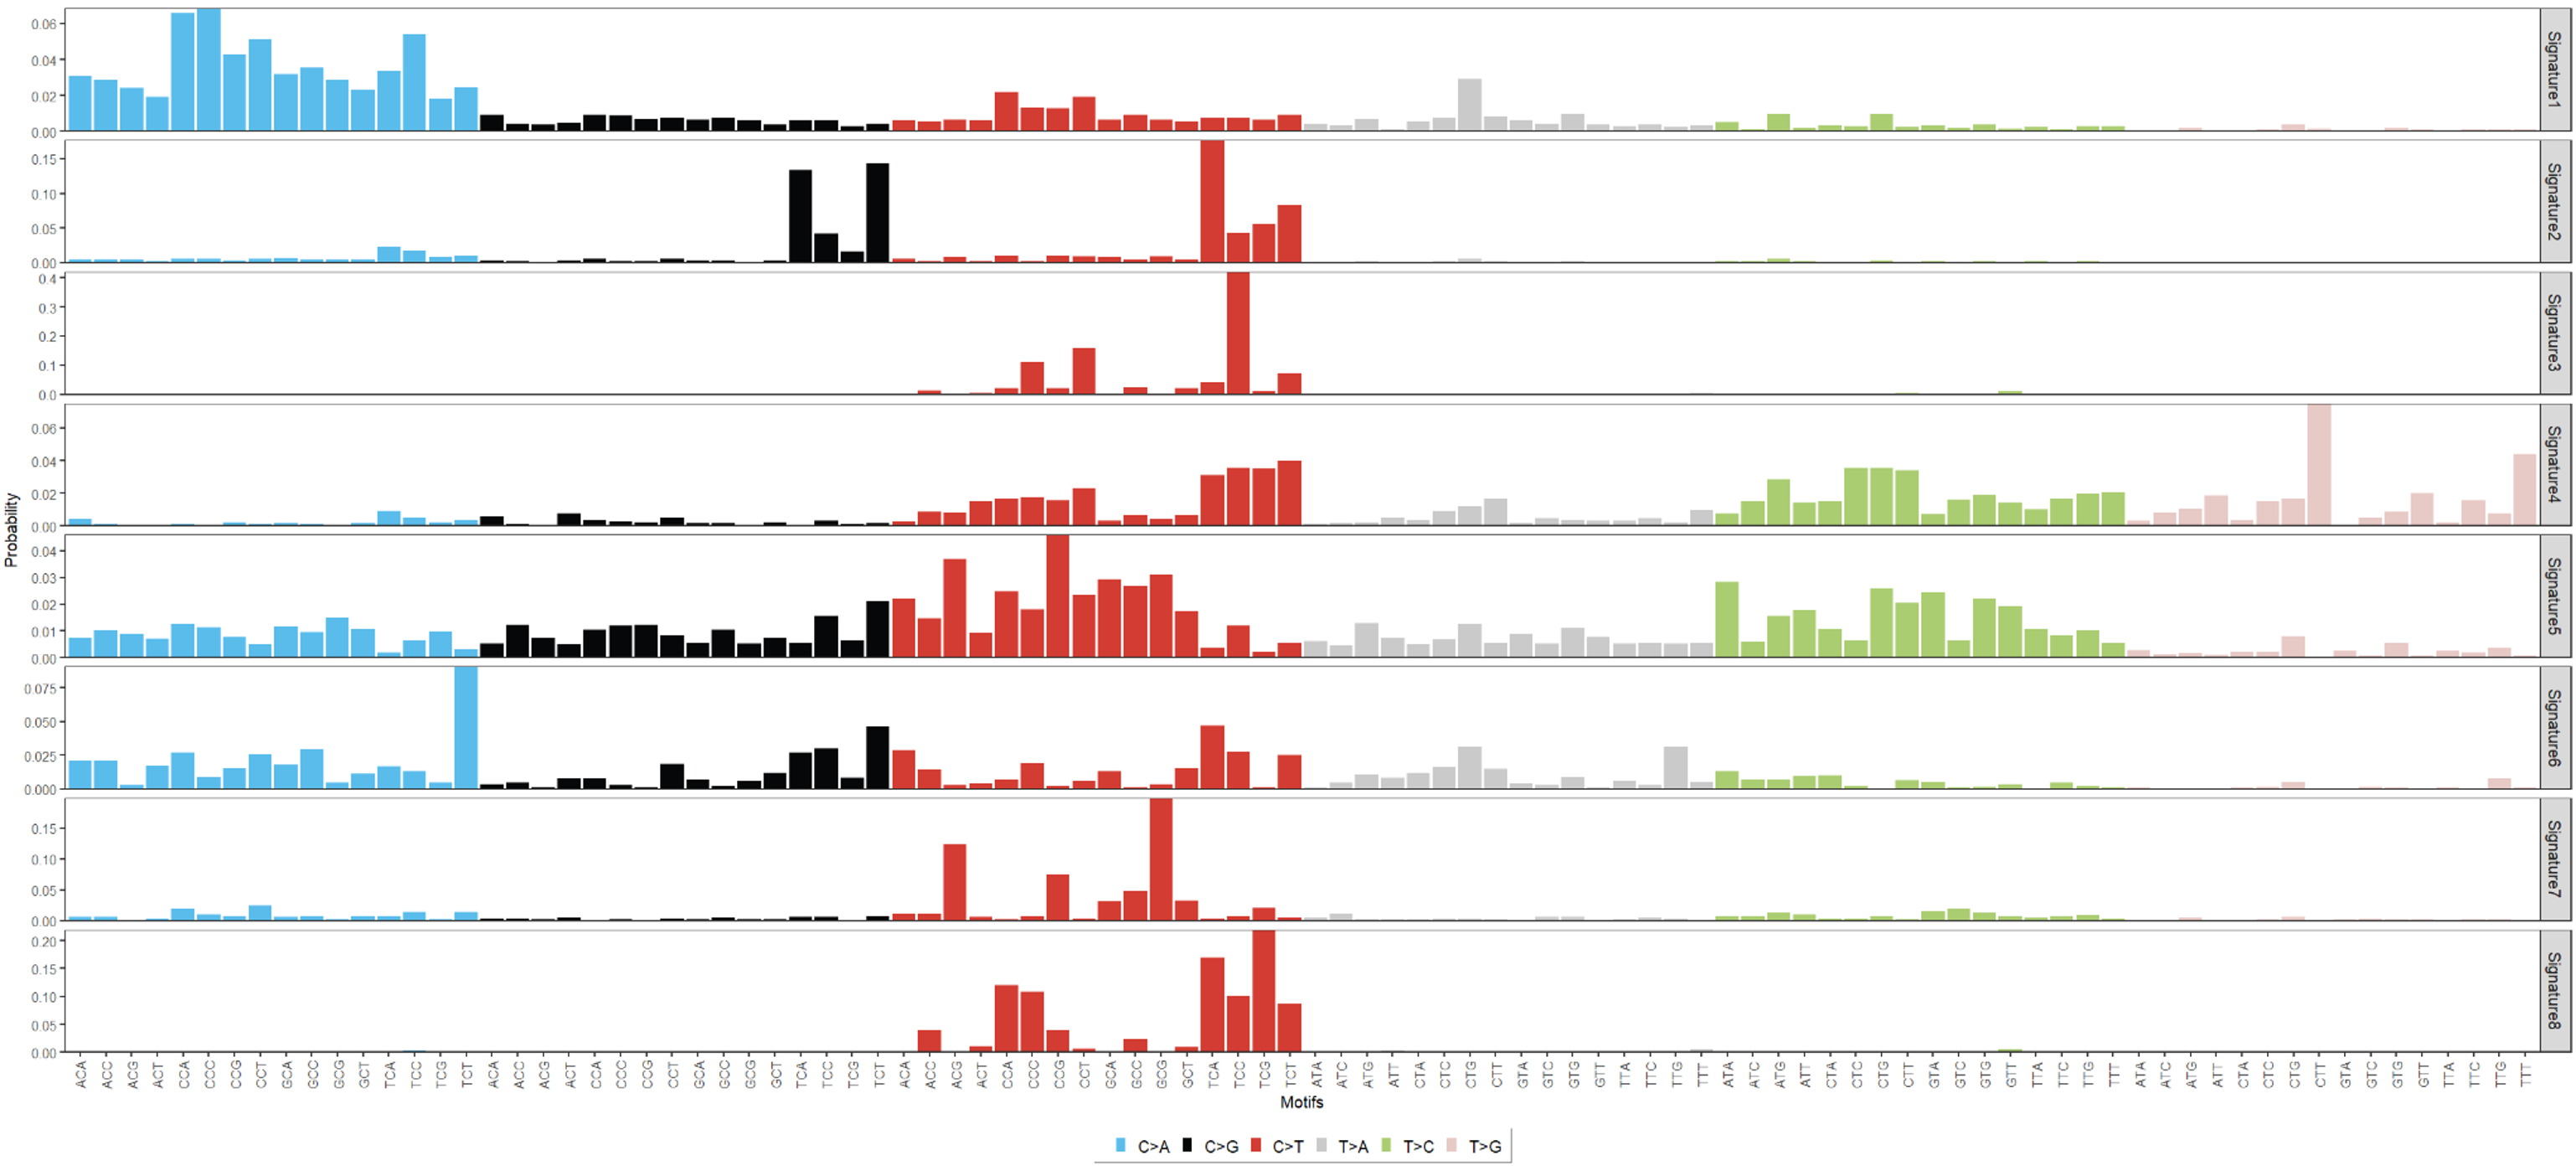 0.06
0.04
0.02
0.00
Signature1
0.15
0.10
0.05
0.00
Signature2
0.4
0.3
0.2
0.1
0.0
Signature3
0.06
0.04
0.02
0.00
Signature4
Probability
0.04
0.03
0.02
0.01
0.00
Signature5
0.075
0.050
0.025
0.000
Signature6
0.15
0.10
0.05
0.00
Signature7
0.20
0.15
0.10
0.05
0.00
Signature8
ACA ACC ACG ACT CCA CCC CCG CCT GCA GCC GCG GCT TCA TCC TCG TCT ACA ACC ACG ACT CCA CCC CCG CCT GCA GCC GCG GCT TCA TCC TCG TCT ACA ACC ACG ACT CCA CCC CCG CCT GCA GCC GCG GCT TCA TCC TCG TCT ATA ATC ATG ATT CTA CTC CTG CTT GTA GTC GTG GTT TTA TTC TTG TTT ATA ATC ATG ATT CTA CTC CTG CTT GTA GTC GTG GTT TTA TTC TTG TTT ATA ATC ATG ATT CTA CTC CTG CTT GTA GTC GTG GTT TTA TTC TTG TTT
Motifs
C>A C>G C>T T>A T>C T>G